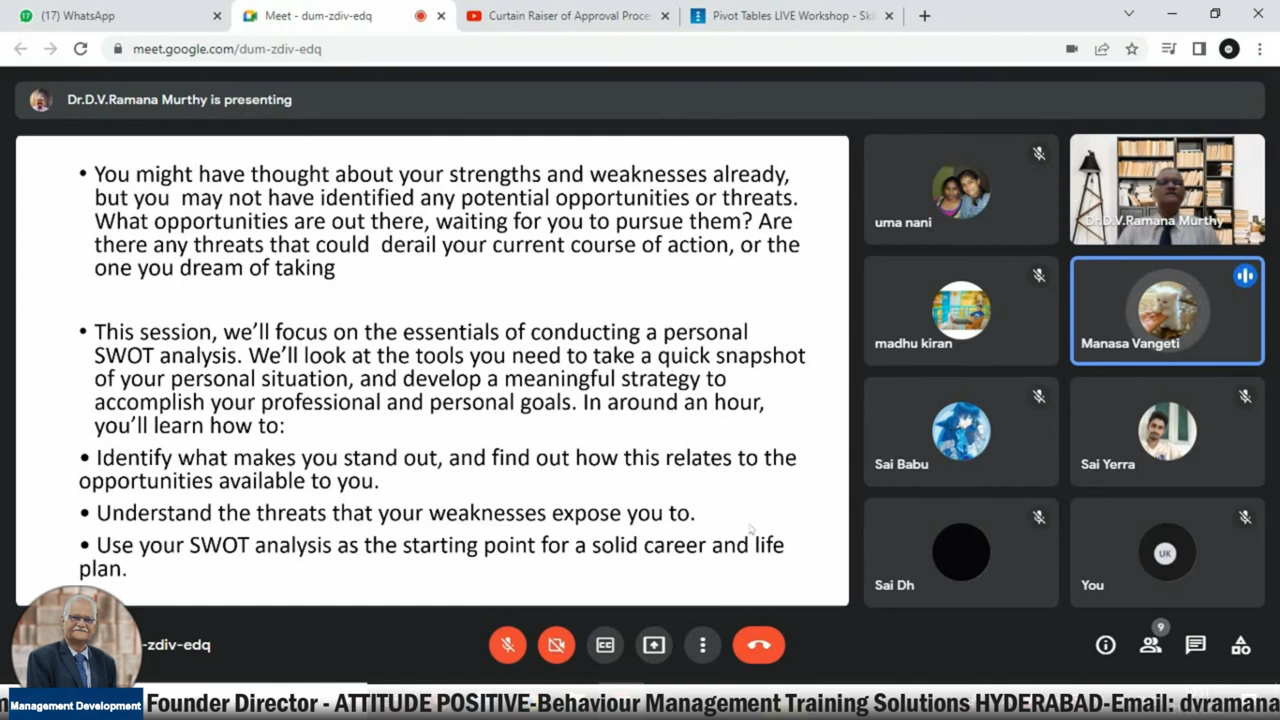 (17) WhatsApp
Meet - dum-zdiv-edq
Curtain Raiser of Approval Proce
Pivot Tables LIVE Workshop - Ski
meet.google.com/dum-zdiv-edq
Dr.D.V.Ramana Murthy is presenting
• You might have thought about your strengths and weaknesses already,
but you may not have identified any potential opportunities or threats.
What opportunities are out there, waiting for you to pursue them? Are
there any threats that could derail your current course of action, or the
one you dream of taking
• This session, we'll focus on the essentials of conducting a personal
SWOT analysis. We'll look at the tools you need to take a quick snapshot
of your personal situation, and develop a meaningful strategy to
accomplish your professional and personal goals. In around an hour,
you'll learn how to:
• Identify what makes you stand out, and find out how this relates to the
opportunities available to you.
• Understand the threats that your weaknesses expose you to.
• Use your SWOT analysis as the starting point for a solid career and life
plan.
uma nani
Dr.D.V.Ramana Murthy
madhu kiran
Manasa Vangeti
Sai Babu
Sai Yerra
Sai Dh
UK
You
-zdiv-edq
CC
9
Management Development
Founder Director - ATTITUDE POSITIVE-Behaviour Management Training Solutions HYDERABAD-Email: dvramana